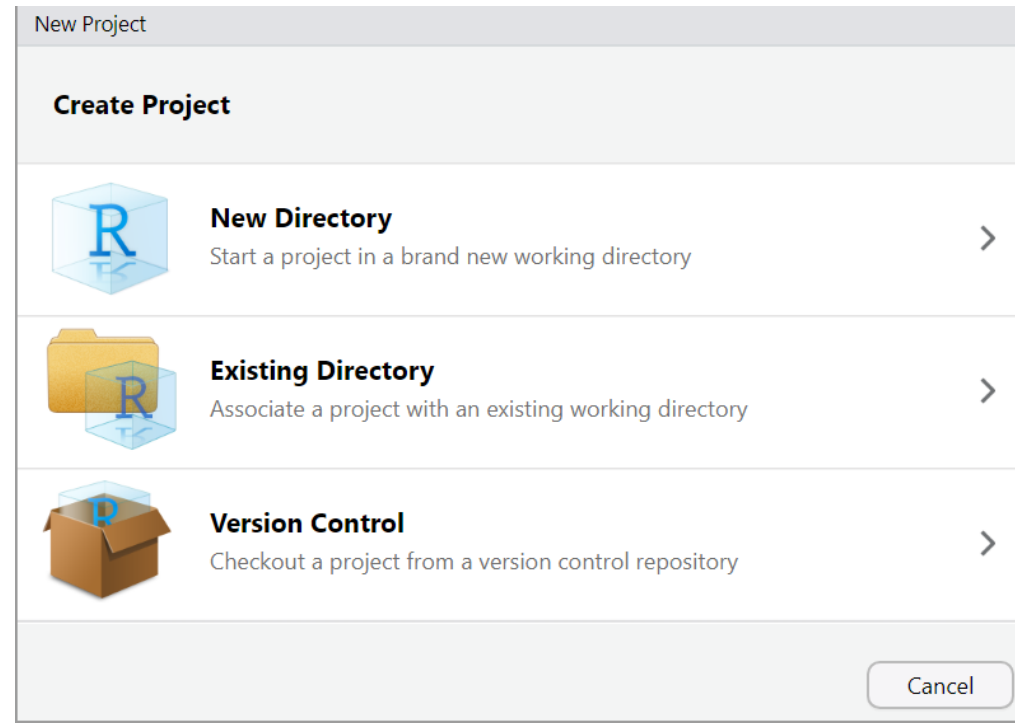 New Project
Create Project
R
New Directory
Start a project in a brand new working directory
R
Existing Directory
Associate a project with an existing working directory
R
Version Control
Checkout a project from a version control repository
Cancel